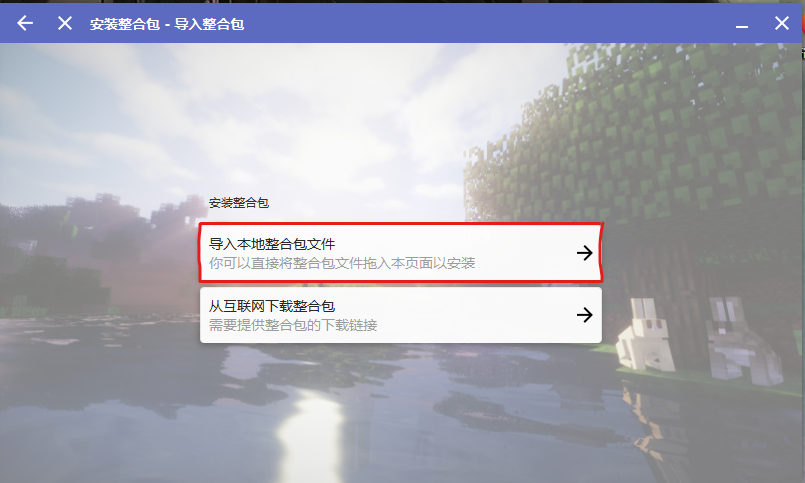 安装整合包 - 导入整合包
安装整合包
导入本地整合包文件
你可以直接将整合包文件拖入本页面以安装
从互联网下载整合包
需要提供整合包的下载链接